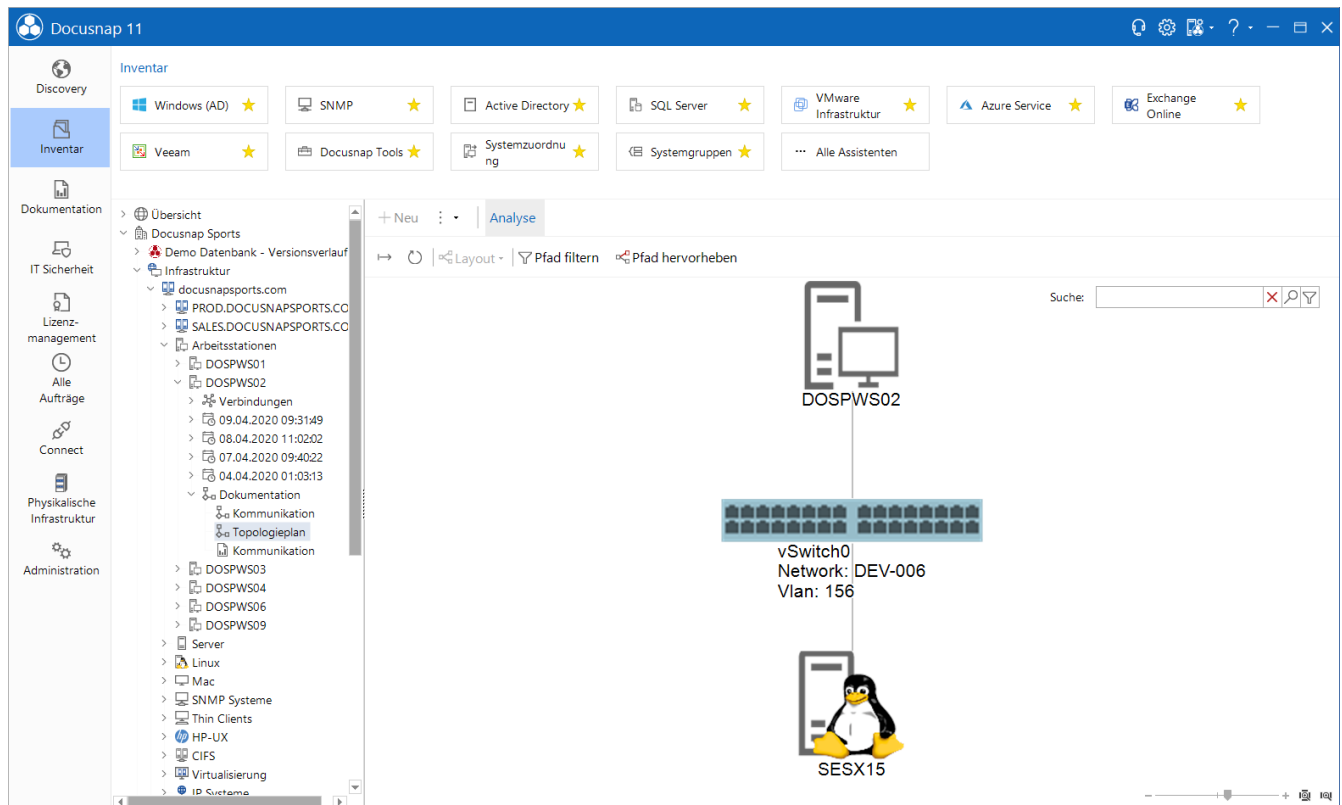 Docusnap 11
?
Discovery
Inventar
Dokumentation
IT Sicherheit
Lizenz-
management
Alle
Aufträge
Connect
Physikalische
Infrastruktur
Administration
Inventar
Windows (AD)
SNMP
Active Directory
SQL Server
VMware
Infrastruktur
Azure Service
Exchange
Online
Veeam
Docusnap Tools
Systemzuordnu
ng
Systemgruppen
Alle Assistenten
Übersicht
Docusnap Sports
Demo Datenbank - Versionsverlauf
Infrastruktur
docusnapsports.com
PROD.DOCUSNAPSPORTS.CO
SALES.DOCUSNAPSPORTS.CO
Arbeitsstationen
DOSPWS01
DOSPWS02
Verbindungen
09.04.2020 09:31:49
08.04.2020 11:02:02
07.04.2020 09:40:22
04.04.2020 01:03:13
Dokumentation
Kommunikation
Topologieplan
Kommunikation
DOSPWS03
DOSPWS04
DOSPWS06
DOSPWS09
Server
Linux
Mac
SNMP Systeme
Thin Clients
HP-UX
CIFS
Virtualisierung
IP Systeme
Neu
Analyse
Layout
Pfad filtern
Pfad hervorheben
Suche:
DOSPWS02
vSwitch0
Network: DEV-006
Vlan: 156
SESX15